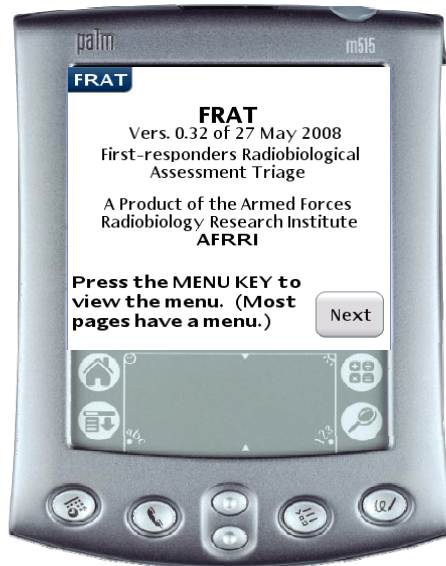 palm
m515
FRAT
FRAT
Vers. 0.32 of 27 May 2008
First-responders Radiobiological
Assessment Triage
A Product of the Armed Forces
Radiobiology Research Institute
AFRRI
Press the MENU KEY to
view the menu. (Most
pages have a menu.)
Next
abc
123